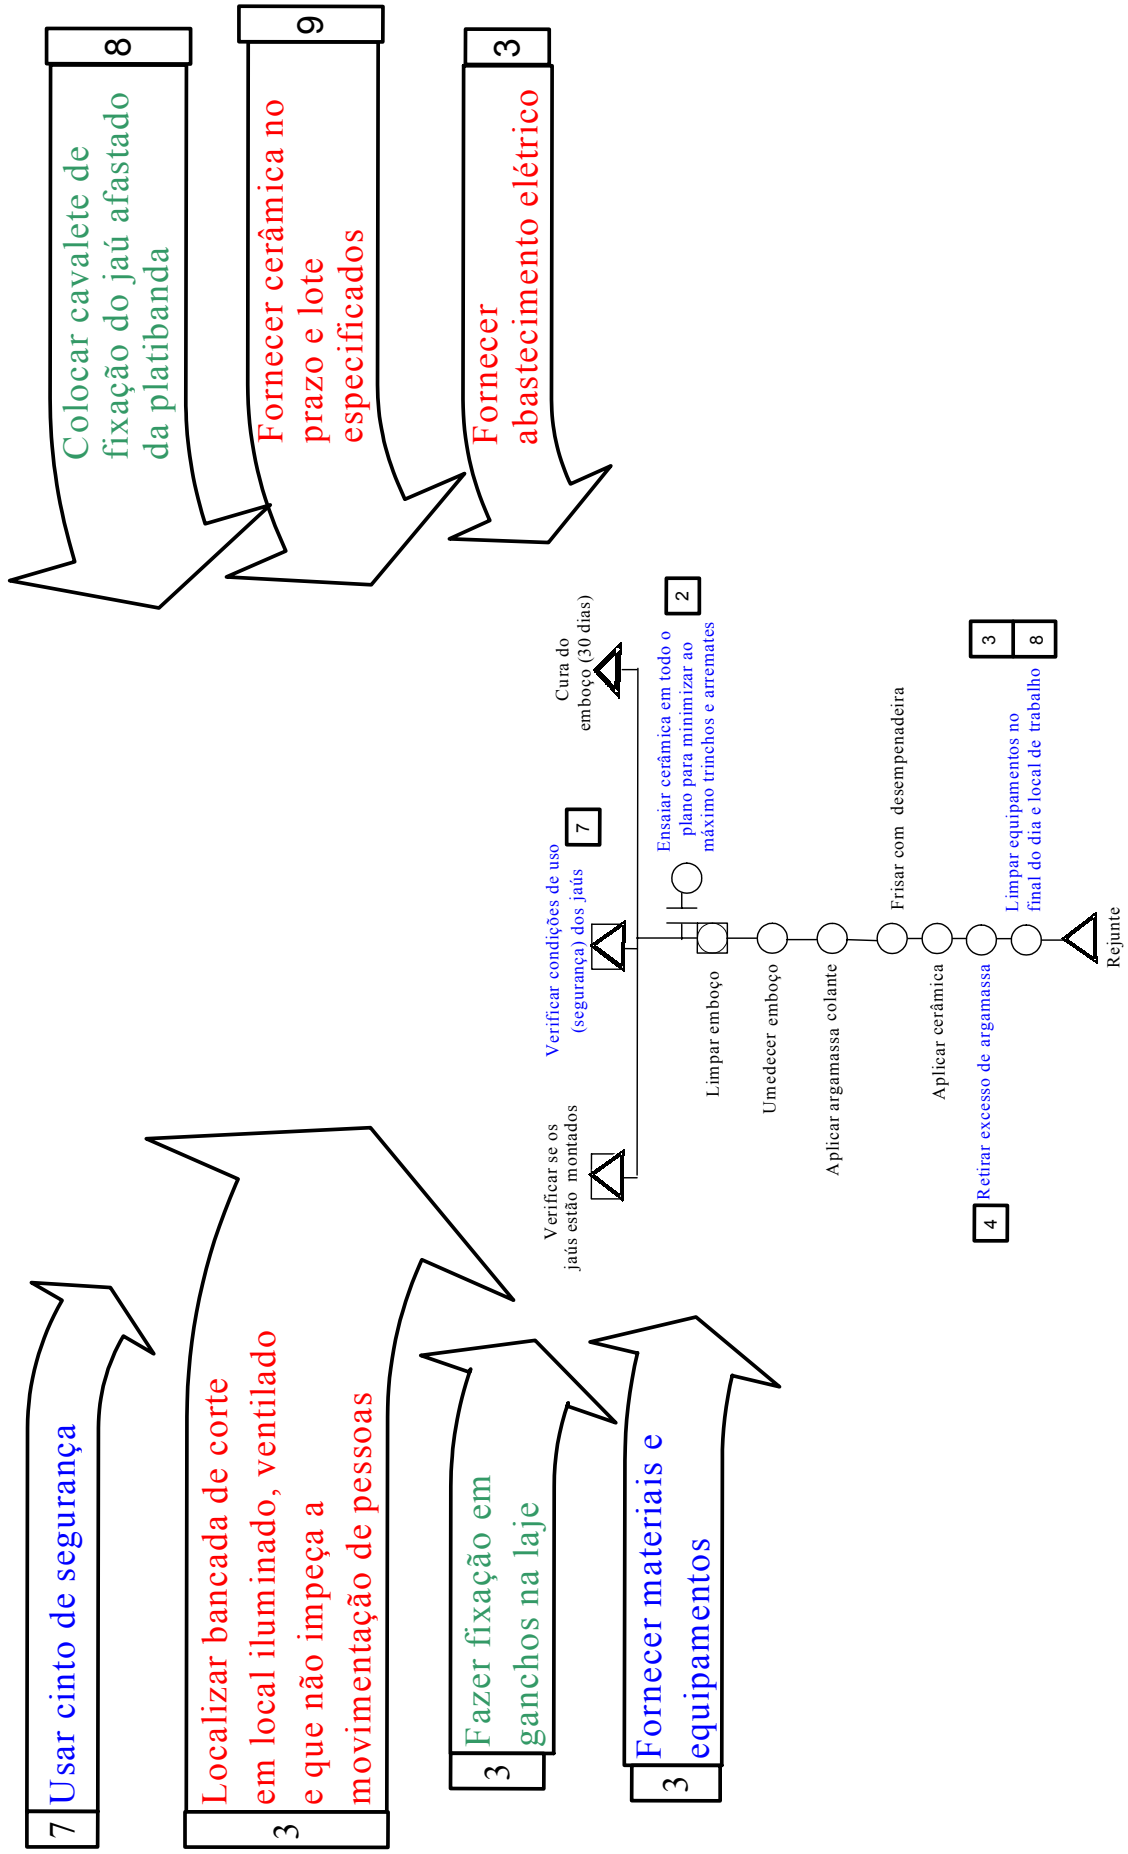 7
Usar cinto de segurança
3
Localizar bancada de corte
em local iluminado, ventilado
e que não impeça a
movimentação de pessoas
3
Fazer fixação em
ganchos na laje
3
Fornecer materiais e
equipamentos
8
Colocar cavalete de
fixação do jaú afastado
da platibanda
9
Fornecer cerâmica no
prazo e lote
especificados
3
Fornecer
abastecimento elétrico
Verificar se os
jaús estão montados
Verificar condições de uso
(segurança) dos jaús
7
Cura do
emboço (30 dias)
Ensaiar cerâmica em todo o
plano para minimizar ao
máximo trinchos e arremates
2
Limpar emboço
Umedecer emboço
Aplicar argamassa colante
Frisar com desempenadeira
Aplicar cerâmica
4
Retirar excesso de argamassa
Limpar equipamentos no
final do dia e local de trabalho
3
8
Rejunte